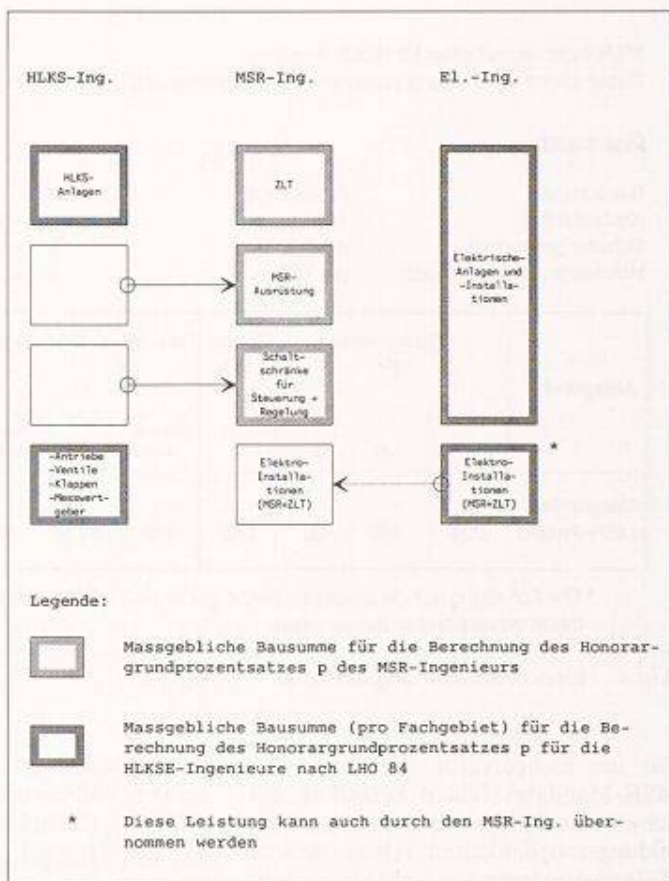 HLKS-Ing. MSR-Ing. El.-Ing.
HLKS-
Anlagen
ZLT
Elektrische-
Anlagen und
-Installa-
tionen
MSR-
Ausrüstung
Schalt-
schränke
für
Steuerung +
Regelung
-Antriebe
-Ventile
-Klappen
-Messwert-
geber
Elektro-
Installa-
tionen
(MSR+ZLT)
Elektro-
Installa-
tionen
(MSR+ZLT)
*
Legende:
Massgebliche Bausumme für die Berechnung des Honorar-
grundprozentsatzes p des MSR-Ingenieurs
Massgebliche Bausumme (pro Fachgebiet) für die Be-
rechnung des Honorargrundprozentsatzes p für die
HLKSE-Ingenieure nach LHO 84
* Diese Leistung kann auch durch den MSR-Ing. über-
nommen werden